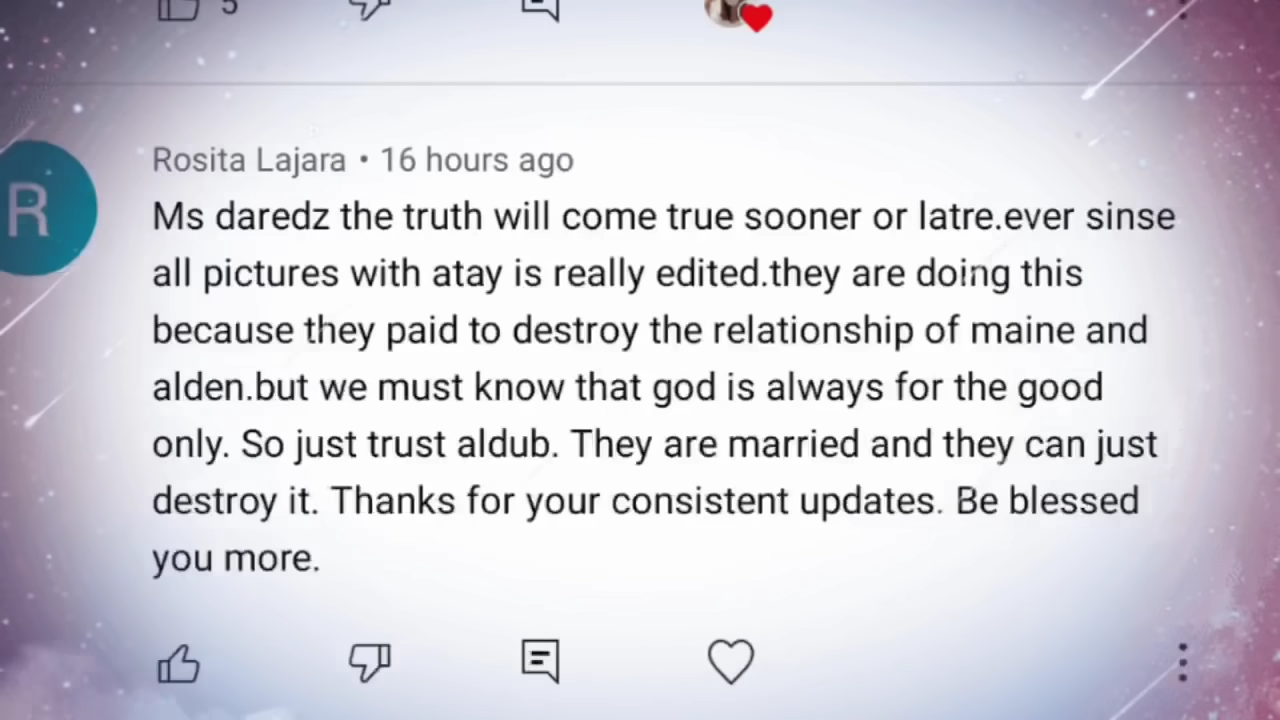 5
R
Rosita Lajara • 16 hours ago
Ms daredz the truth will come true sooner or latre.ever sinse
all pictures with atay is really edited.they are doing this
because they paid to destroy the relationship of maine and
alden.but we must know that god is always for the good
only. So just trust aldub. They are married and they can just
destroy it. Thanks for your consistent updates. Be blessed
you more.